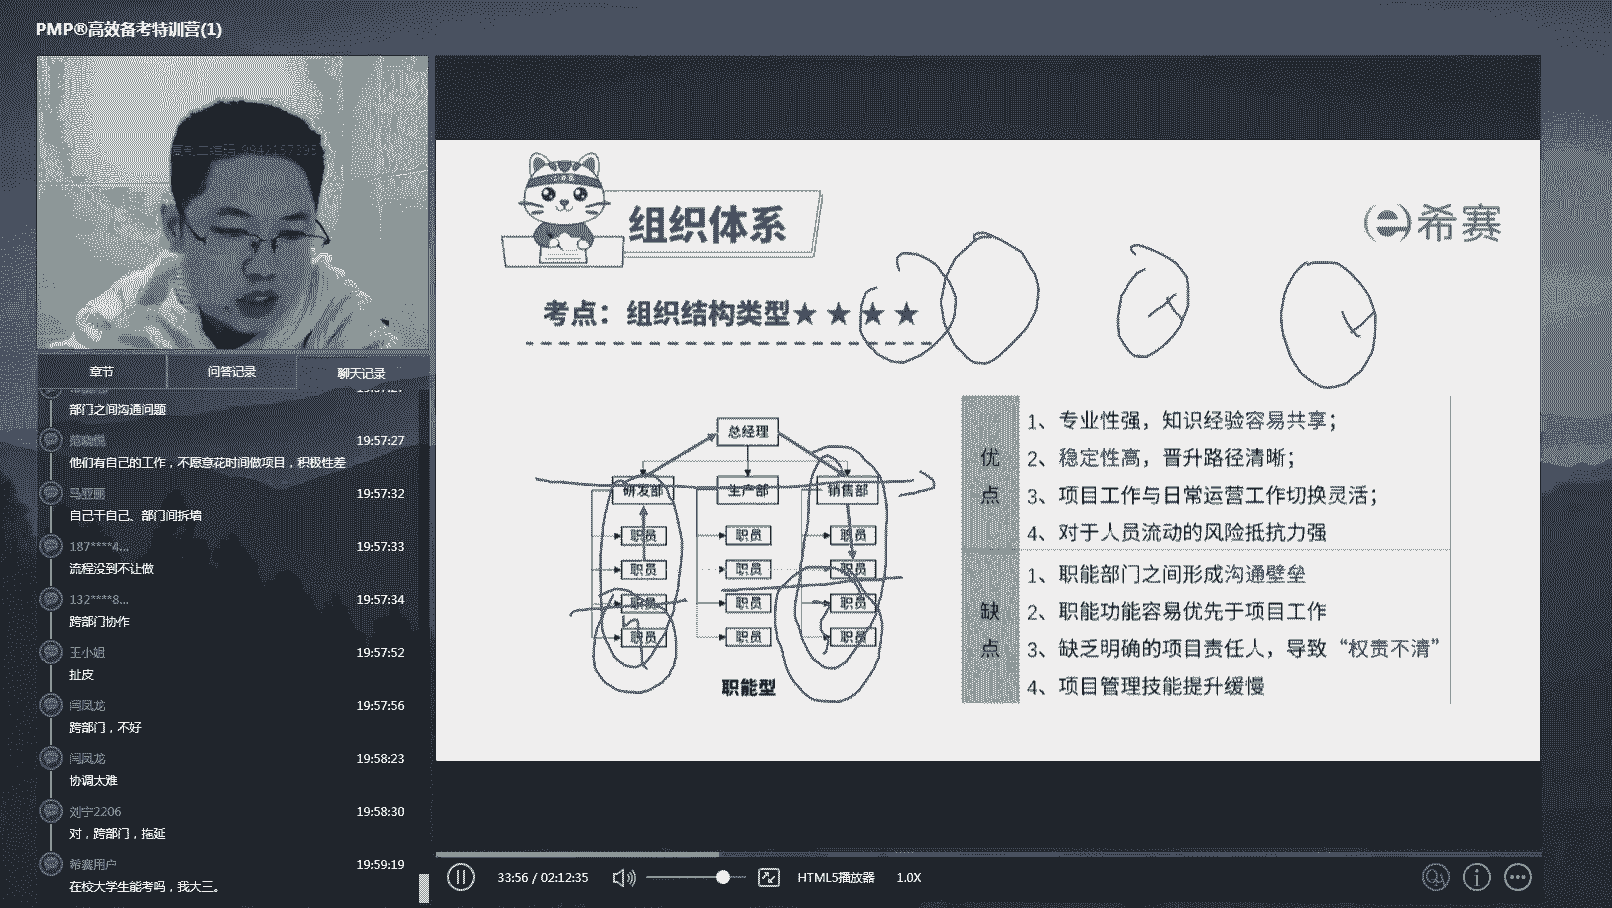 PMP®高效备考特训营(1)
章节
问答记录
聊天记录
部门之间沟通问题
19:57:27
他们有自己的工作，不愿意花时间做项目，积极性差
马亚丽
19:57:32
自己干自己、部门间拆墙
187****4...
19:57:33
流程没到不让做
132****8...
19:57:34
跨部门协作
王小姐
19:57:52
扯皮
闫凤龙
19:57:56
跨部门，不好
闫凤龙
19:58:23
协调太难
刘宁2206
19:58:30
对，跨部门，拖延
希赛用户
19:59:19
在校大学生能考吗，我大三。
组织体系
希赛
考点：组织结构类型★ ★ ★ ★
总经理
研发部
生产部
销售部
职员
职员
职员
职员
职员
职员
职员
职员
职员
职员
职员
职员
职能型
优点
1、专业性强，知识经验容易共享；
2、稳定性高，晋升路径清晰；
3、项目工作与日常运营工作切换灵活；
4、对于人员流动的风险抵抗力强
缺点
1、职能部门之间形成沟通壁垒
2、职能功能容易优先于项目工作
3、缺乏明确的项目责任人，导致“权责不清”
4、项目管理技能提升缓慢
33:56 / 02:12:35
HTML5播放器
1.0X